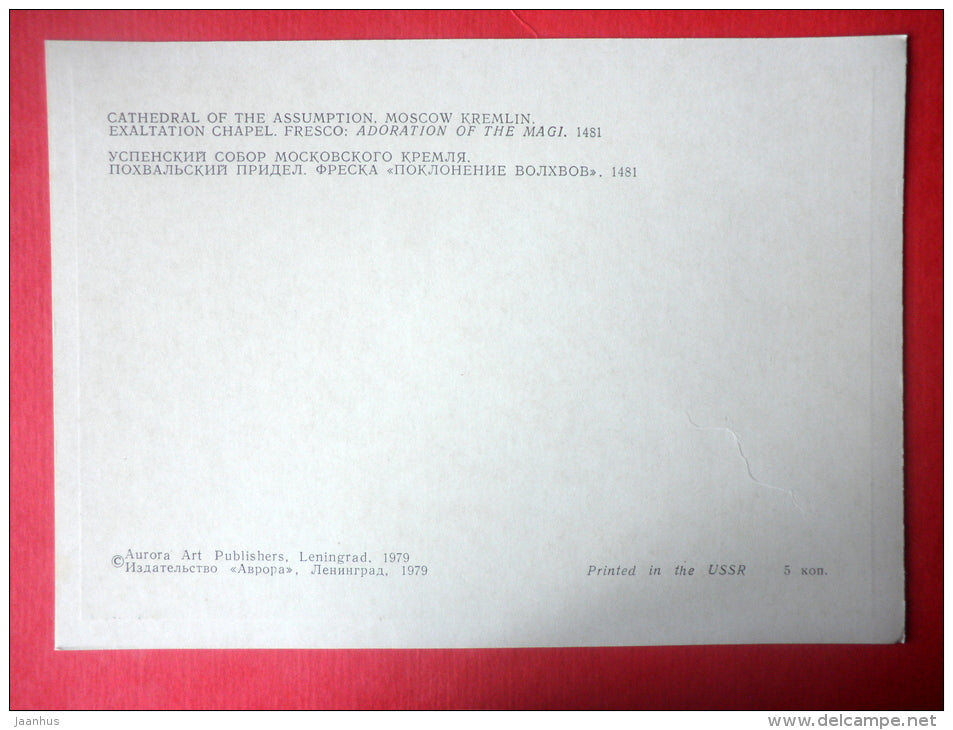 CATHEDRAL OF THE ASSUMPTION. MOSCOW KREMLIN.
EXALTATION CHAPEL. FRESCO: ADORATION OF THE MAGI. 1481
УСПЕНСКИЙ СОБОР МОСКОВСКОГО КРЕМЛЯ.
ПОХВАЛЬСКИЙ ПРИДЕЛ. ФРЕСКА «ПОКЛОНЕНИЕ ВОЛХВОВ». 1481
© Aurora Art Publishers, Leningrad, 1979
Издательство «Аврора», Ленинград, 1979
Printed in the USSR 5 коп.
Jaanhus
www.delcampe.net